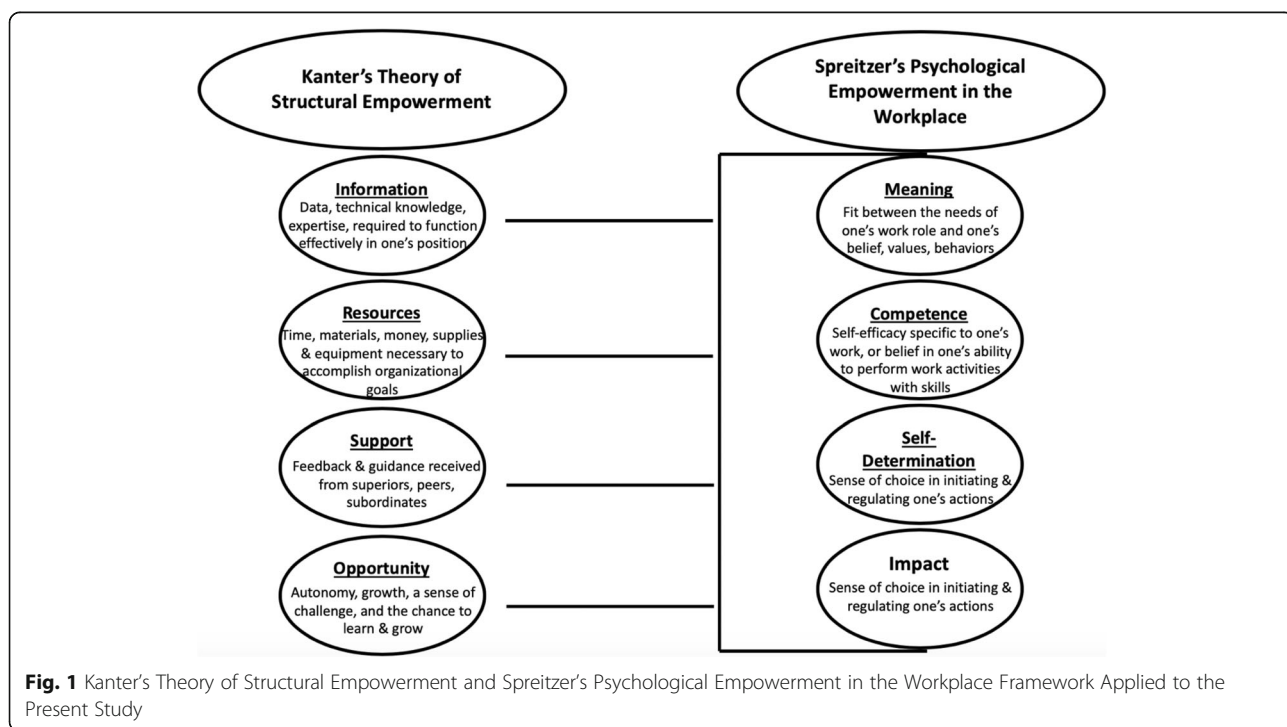 Kanter’s Theory of
Structural Empowerment
Information
Data, technical knowledge,
expertise, required to function
effectively in one’s position
Resources
Time, materials, money, supplies
& equipment necessary to
accomplish organizational
goals
Support
Feedback & guidance received
from superiors, peers,
subordinates
Opportunity
Autonomy, growth, a sense of
challenge, and the chance to
learn & grow
Spreitzer’s Psychological
Empowerment in the
Workplace
Meaning
Fit between the needs of
one’s work role and one’s
belief, values, behaviors
Competence
Self-efficacy specific to one’s
work, or belief in one’s ability
to perform work activities
with skills
Self-
Determination
Sense of choice in initiating &
regulating one’s actions
Impact
Sense of choice in initiating &
regulating one’s actions
Fig. 1 Kanter’s Theory of Structural Empowerment and Spreitzer’s Psychological Empowerment in the Workplace Framework Applied to the
Present Study